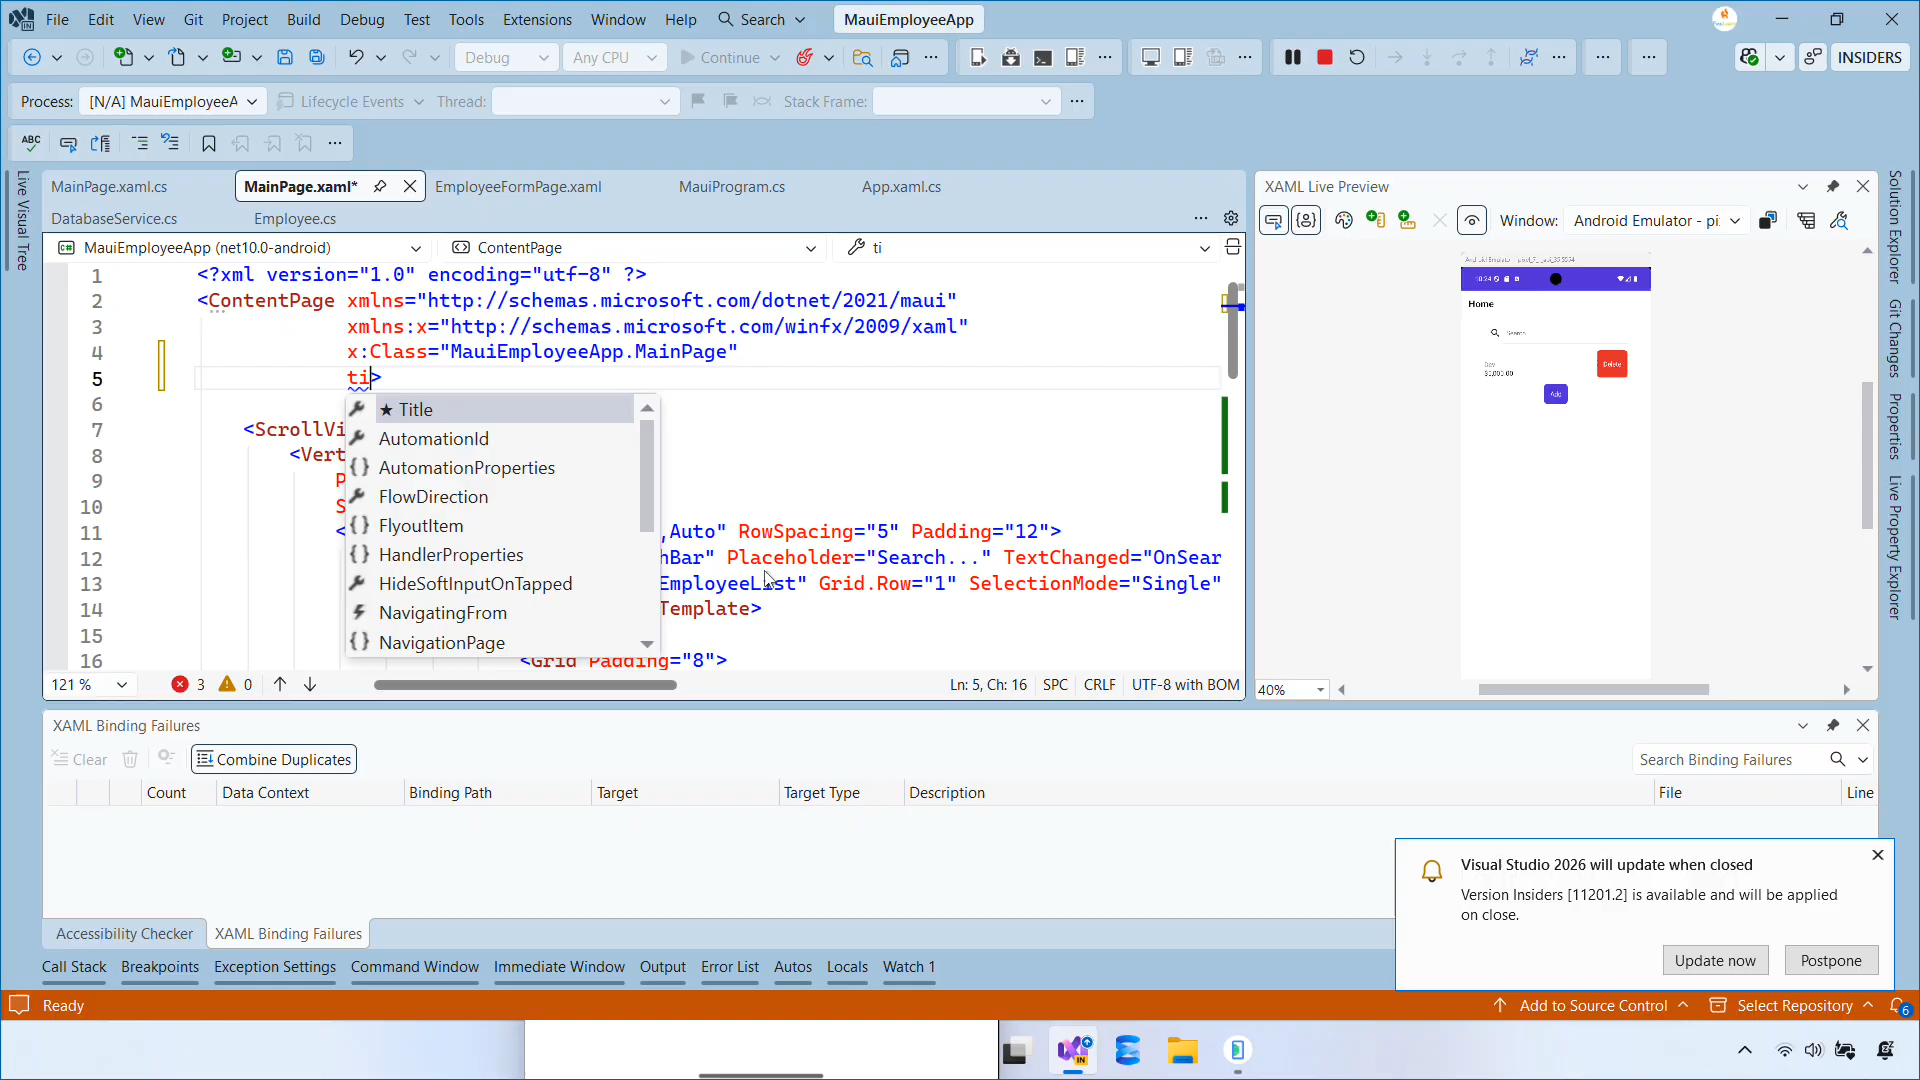 File Edit View Git Project Build Debug Test Tools Extensions Window Help Search MauiEmployeeApp
Debug Any CPU Continue INSIDERS
Process: [N/A] MauiEmployeeA Lifecycle Events Thread: Stack Frame:
ABC
Live Visual Tree
MainPage.xaml.cs MainPage.xaml* EmployeeFormPage.xaml MauiProgram.cs App.xaml.cs
DatabaseService.cs Employee.cs
MauiEmployeeApp (net10.0-android) ContentPage ti
1 <?xml version="1.0" encoding="utf-8" ?>
2 <ContentPage xmlns="http://schemas.microsoft.com/dotnet/2021/maui"
3 xmlns:x="http://schemas.microsoft.com/winfx/2009/xaml"
4 x:Class="MauiEmployeeApp.MainPage"
5 ti>
6
7 <ScrollVi
8 <Vert
9 P
10 S
11 < ,Auto" RowSpacing="5" Padding="12">
12 hBar" Placeholder="Search..." TextChanged="OnSear
13 EmployeeList" Grid.Row="1" SelectionMode="Single"
14 Template>
15
16 <Grid Padding="8">
★ Title
AutomationId
AutomationProperties
FlowDirection
FlyoutItem
HandlerProperties
HideSoftInputOnTapped
NavigatingFrom
NavigationPage
121 % 3 0 Ln: 5, Ch: 16 SPC CRLF UTF-8 with BOM
XAML Live Preview
Window: Android Emulator - pi
10:24
Home
Search
Dev
$0,000.00
Delete
Add
40%
Solution Explorer
Git Changes
Properties
Live Property Explorer
XAML Binding Failures
Clear Combine Duplicates Search Binding Failures
Count Data Context Binding Path Target Target Type Description File Line
Visual Studio 2026 will update when closed
Version Insiders [11201.2] is available and will be applied
on close.
Update now Postpone
Accessibility Checker XAML Binding Failures
Call Stack Breakpoints Exception Settings Command Window Immediate Window Output Error List Autos Locals Watch 1
Ready Add to Source Control Select Repository 6
IN